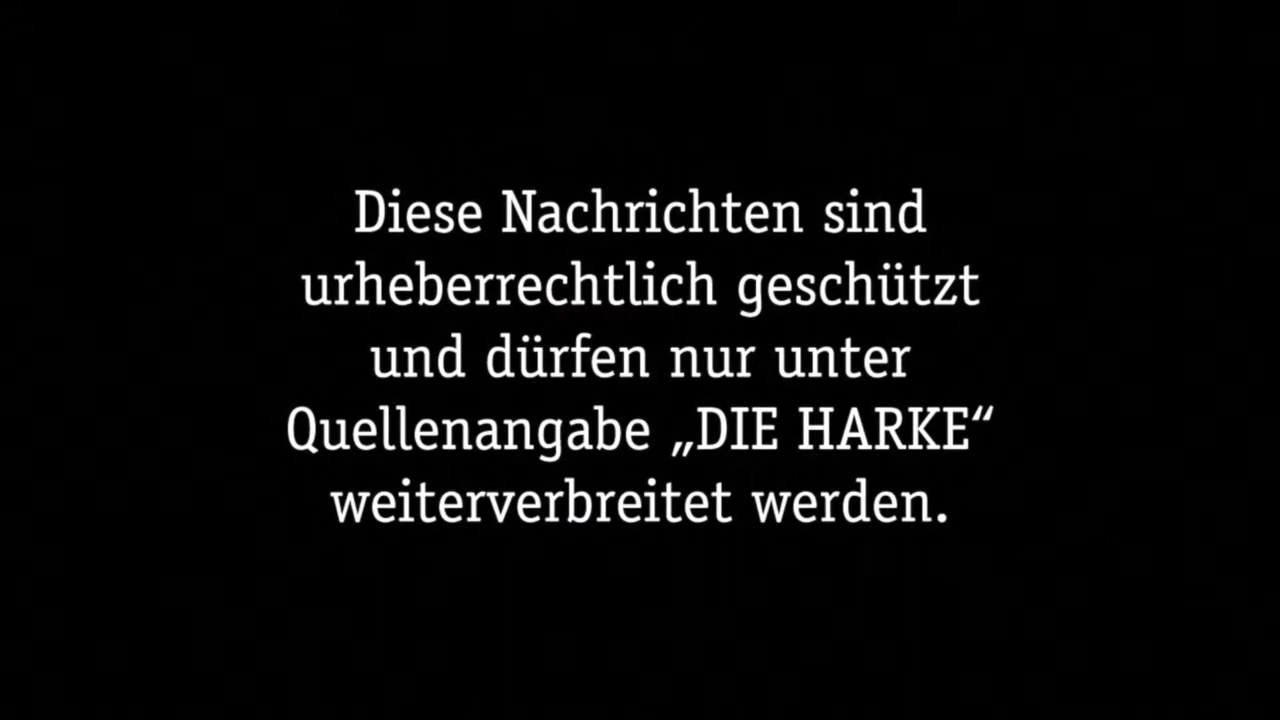 Diese Nachrichten sind
urheberrechtlich geschützt
und dürfen nur unter
Quellenangabe „DIE HARKE“
weiterverbreitet werden.